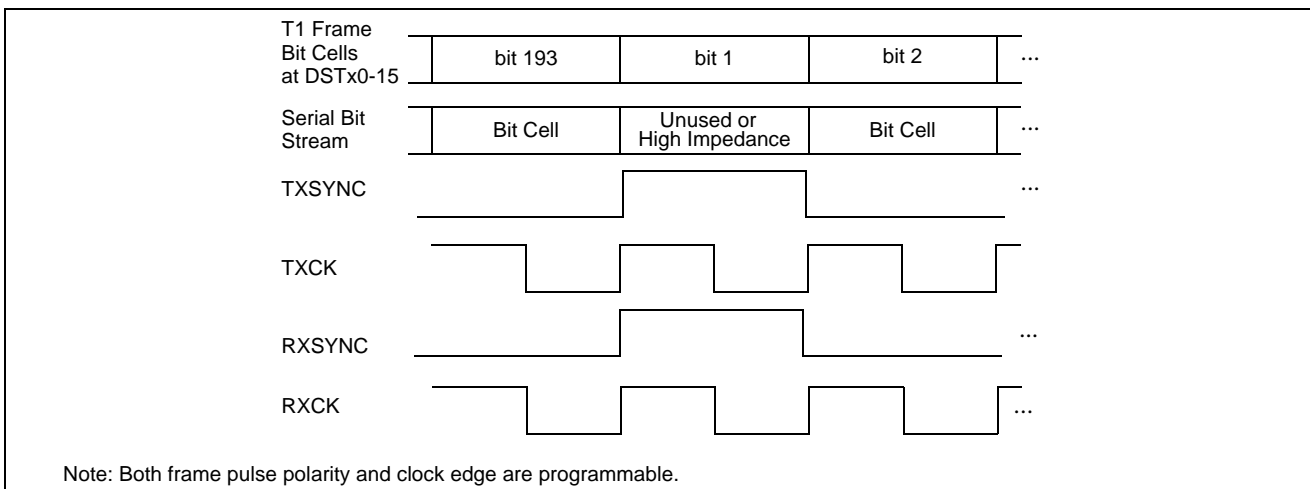 T1 Frame
Bit Cells
at DSTx0-15
bit 193
bit 1
bit 2
...
Serial Bit
Stream
Bit Cell
Unused or
High Impedance
Bit Cell
...
TXSYNC
...
TXCK
RXSYNC
...
RXCK
...
Note: Both frame pulse polarity and clock edge are programmable.